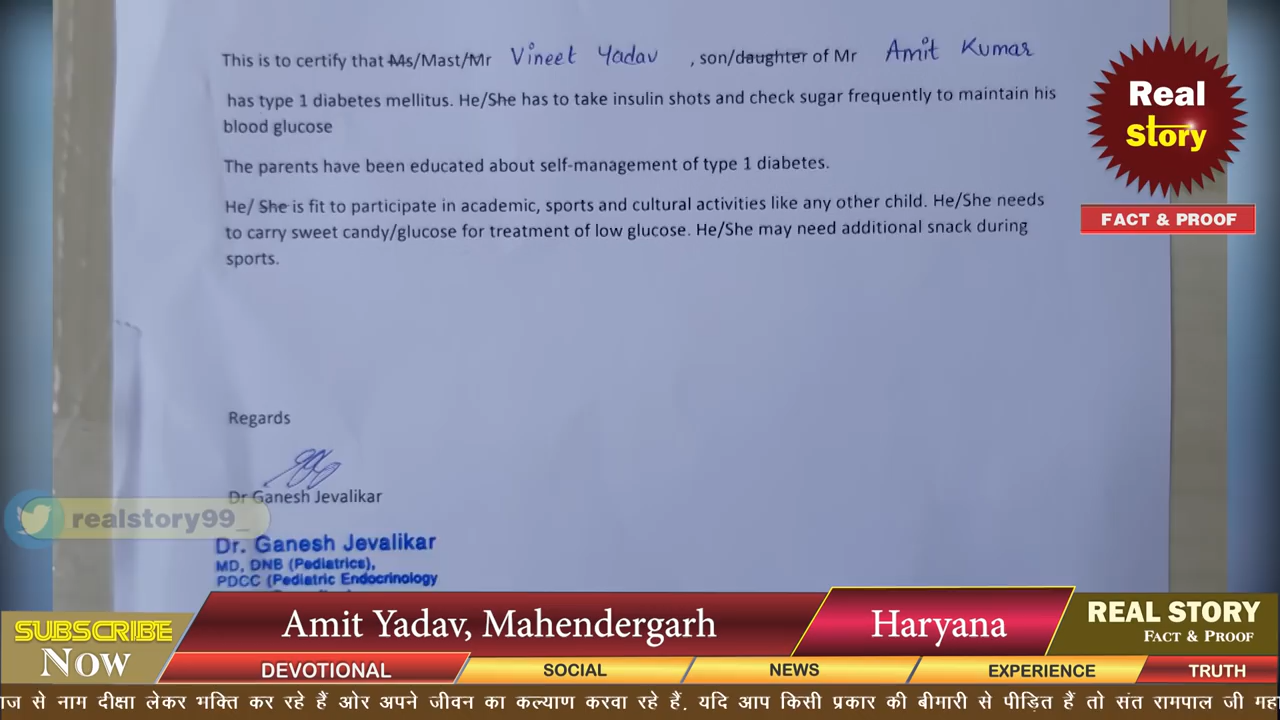 This is to certify that Ms/Mast/Mr Vineet Yadav , son/daughter of Mr Amit Kumar
has type 1 diabetes mellitus. He/She has to take insulin shots and check sugar frequently to maintain his
blood glucose
The parents have been educated about self-management of type 1 diabetes.
He/ She is fit to participate in academic, sports and cultural activities like any other child. He/She needs
to carry sweet candy/glucose for treatment of low glucose. He/She may need additional snack during
sports.
Real
Story
FACT & PROOF
Regards
Dr Ganesh Jevalikar
realstory99_
Dr. Ganesh Jevalikar
MD, DNB (Pediatrics),
PDCC (Pediatric Endocrinology
SUBSCRIBE
NOW
Amit Yadav, Mahendergarh
Haryana
REAL STORY
FACT & PROOF
DEVOTIONAL
SOCIAL
NEWS
EXPERIENCE
TRUTH
से नाम दीक्षा लेकर भक्ति कर रहे हैं ओर अपने जीवन का कल्याण करवा रहे हैं. यदि आप किसी प्रकार की बीमारी से पीड़ित हैं तो संत रामपाल जी मह